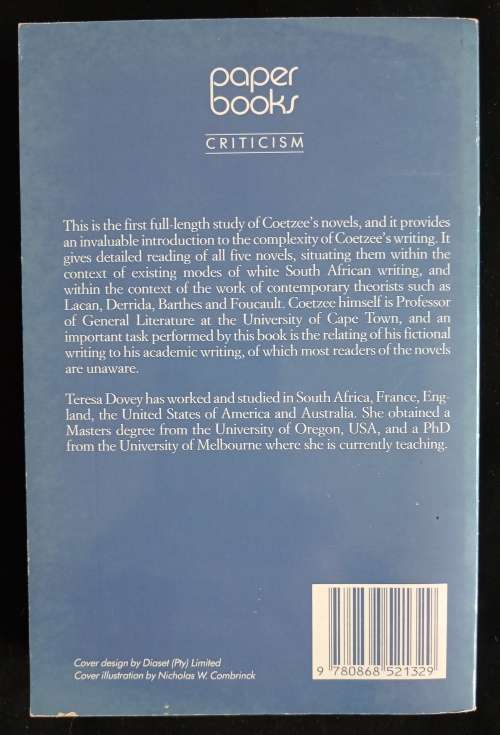 paper
books
CRITICISM
This is the first full-length study of Coetzee's novels, and it provides
an invaluable introduction to the complexity of Coetzee's writing. It
gives detailed reading of all five novels, situating them within the
context of existing modes of white South African writing, and
within the context of the work of contemporary theorists such as
Lacan, Derrida, Barthes and Foucault. Coetzee himself is Professor
of General Literature at the University of Cape Town, and an
important task performed by this book is the relating of his fictional
writing to his academic writing, of which most readers of the novels
are unaware.
Teresa Dovey has worked and studied in South Africa, France, Eng-
land, the United States of America and Australia. She obtained a
Masters degree from the University of Oregon, USA, and a PhD
from the University of Melbourne where she is currently teaching.
Cover design by Diaset (Pty) Limited
Cover illustration by Nicholas W. Combrinck
9 780868 521329